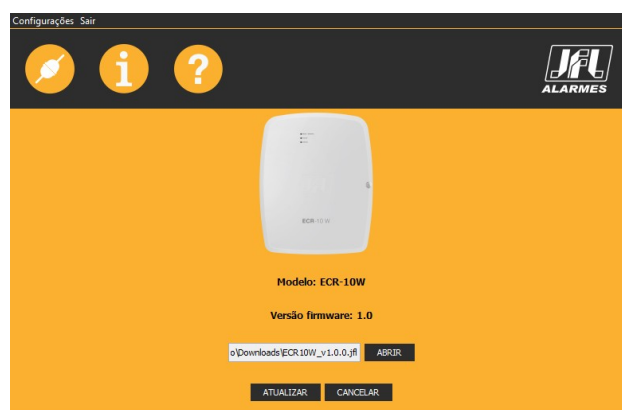 Configurações Sair
i ?
JFL
ALARMES
ECR-10W
Modelo: ECR-10W
Versão firmware: 1.0
o\Downloads\ECR10W_v1.0.0.jfl ABRIR
ATUALIZAR CANCELAR